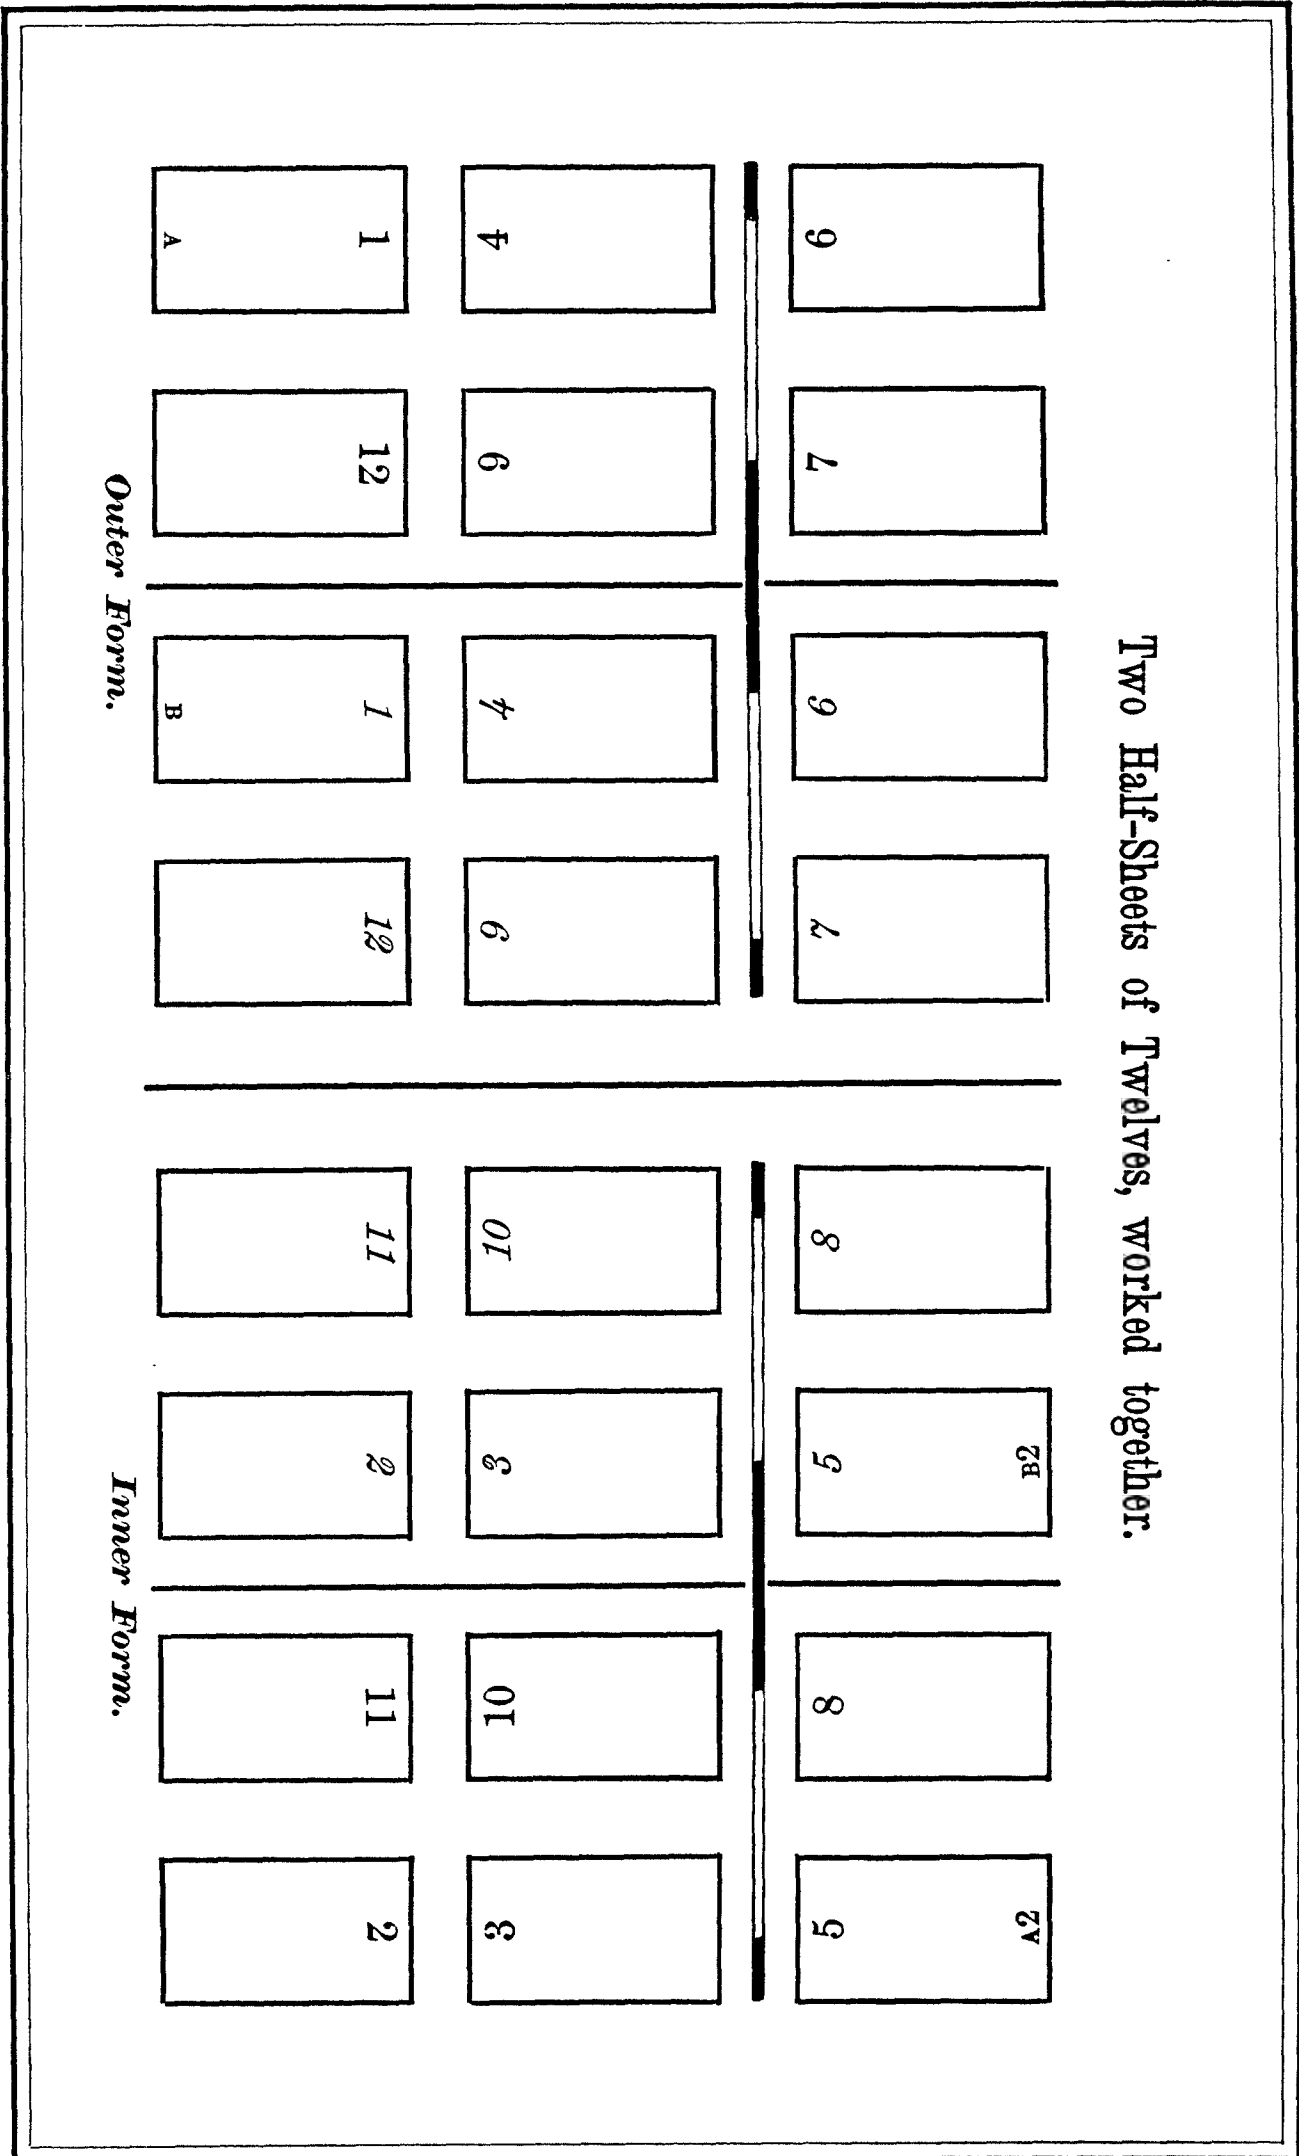 Two Half-Sheets of Twelves, worked together.
B2 A2
6 7 6 7 8 5 8 5
4 9 4 9 10 3 10 3
1 12 1 12 11 2 11 2
A B
Outer Form. Inner Form.